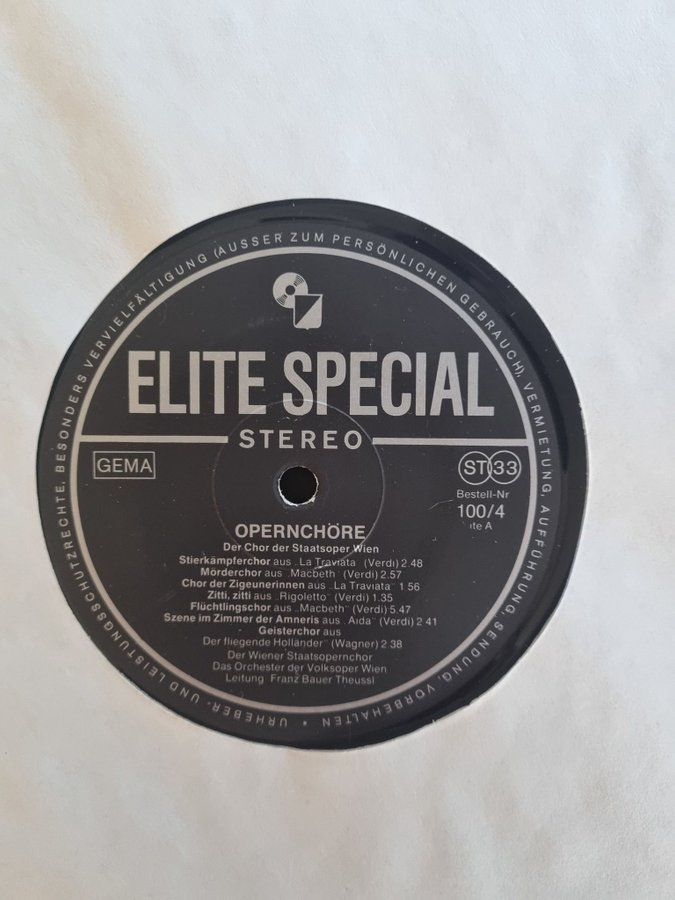 URHEBER- UND LEISTUNGSSCHUTZRECHTE, BESONDERS VERVIELFÄLTIGUNG (AUSSER ZUM PERSÖNLICHEN GEBRAUCH), VERMIETUNG, AUFFÜHRUNG, SENDUNG, VORBEHALTEN •
ELITE SPECIAL
STEREO
GEMA
ST 33
Bestell-Nr
100/4
ite A
OPERNCHÖRE
Der Chor der Staatsoper Wien
Stierkämpferchor aus „La Traviata" (Verdi) 2.48
Mörderchor aus „Macbeth" (Verdi) 2.57
Chor der Zigeunerinnen aus „La Traviata" 1 56
Zitti, zitti aus „Rigoletto" (Verdi) 1.35
Flüchtlingschor aus „Macbeth" (Verdi) 5.47
Szene im Zimmer der Amneris aus „Aida" (Verdi) 2 41
Geisterchor aus
Der fliegende Holländer" (Wagner) 2 38
Der Wiener Staatsopernchor
Das Orchester der Volksoper Wien
Leitung Franz Bauer Theussl